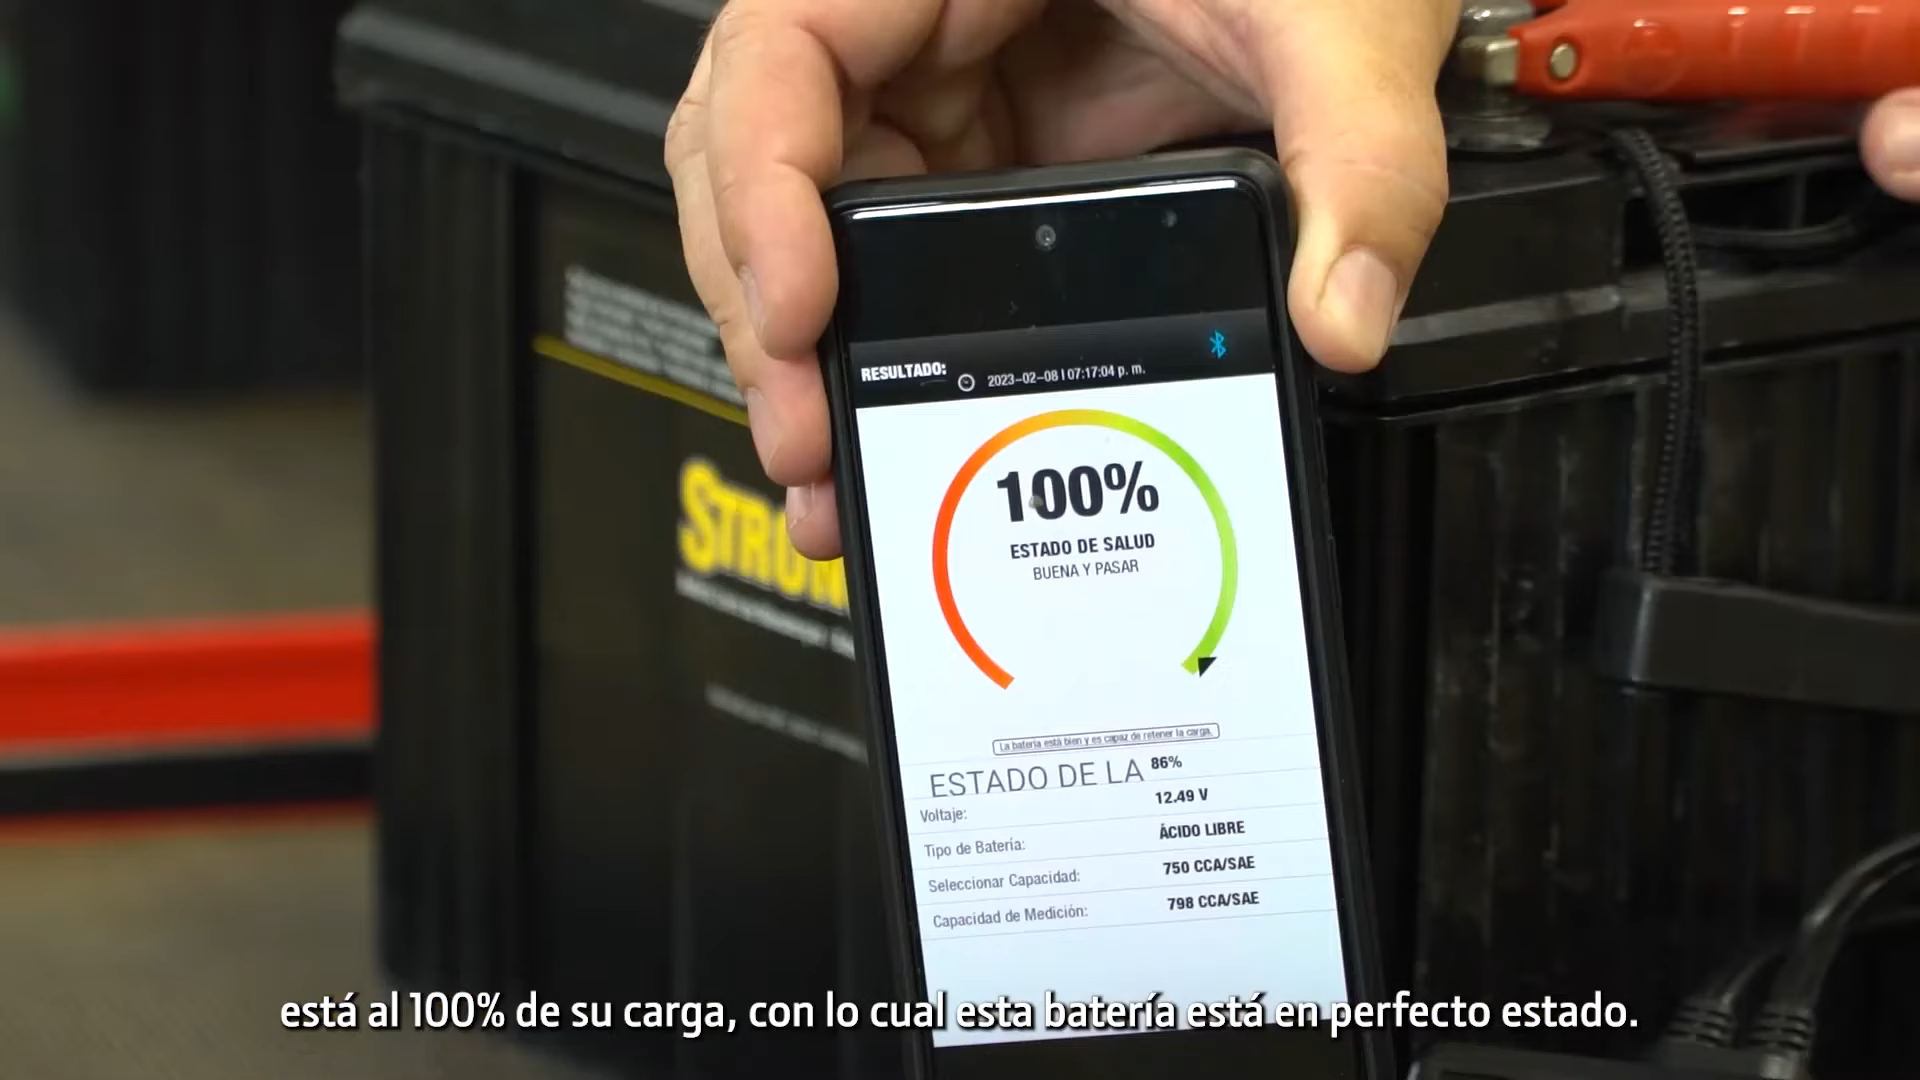 RESULTADO:
2023-02-08 | 07:17:04 p. m.
100%
ESTADO DE SALUD
BUENA Y PASAR
La batería está bien y es capaz de retener la carga.
ESTADO DE LA 86%
Voltaje: 12.49 V
Tipo de Batería: ÁCIDO LIBRE
Seleccionar Capacidad: 750 CCA/SAE
Capacidad de Medición: 798 CCA/SAE
STRON
está al 100% de su carga, con lo cual esta batería está en perfecto estado.